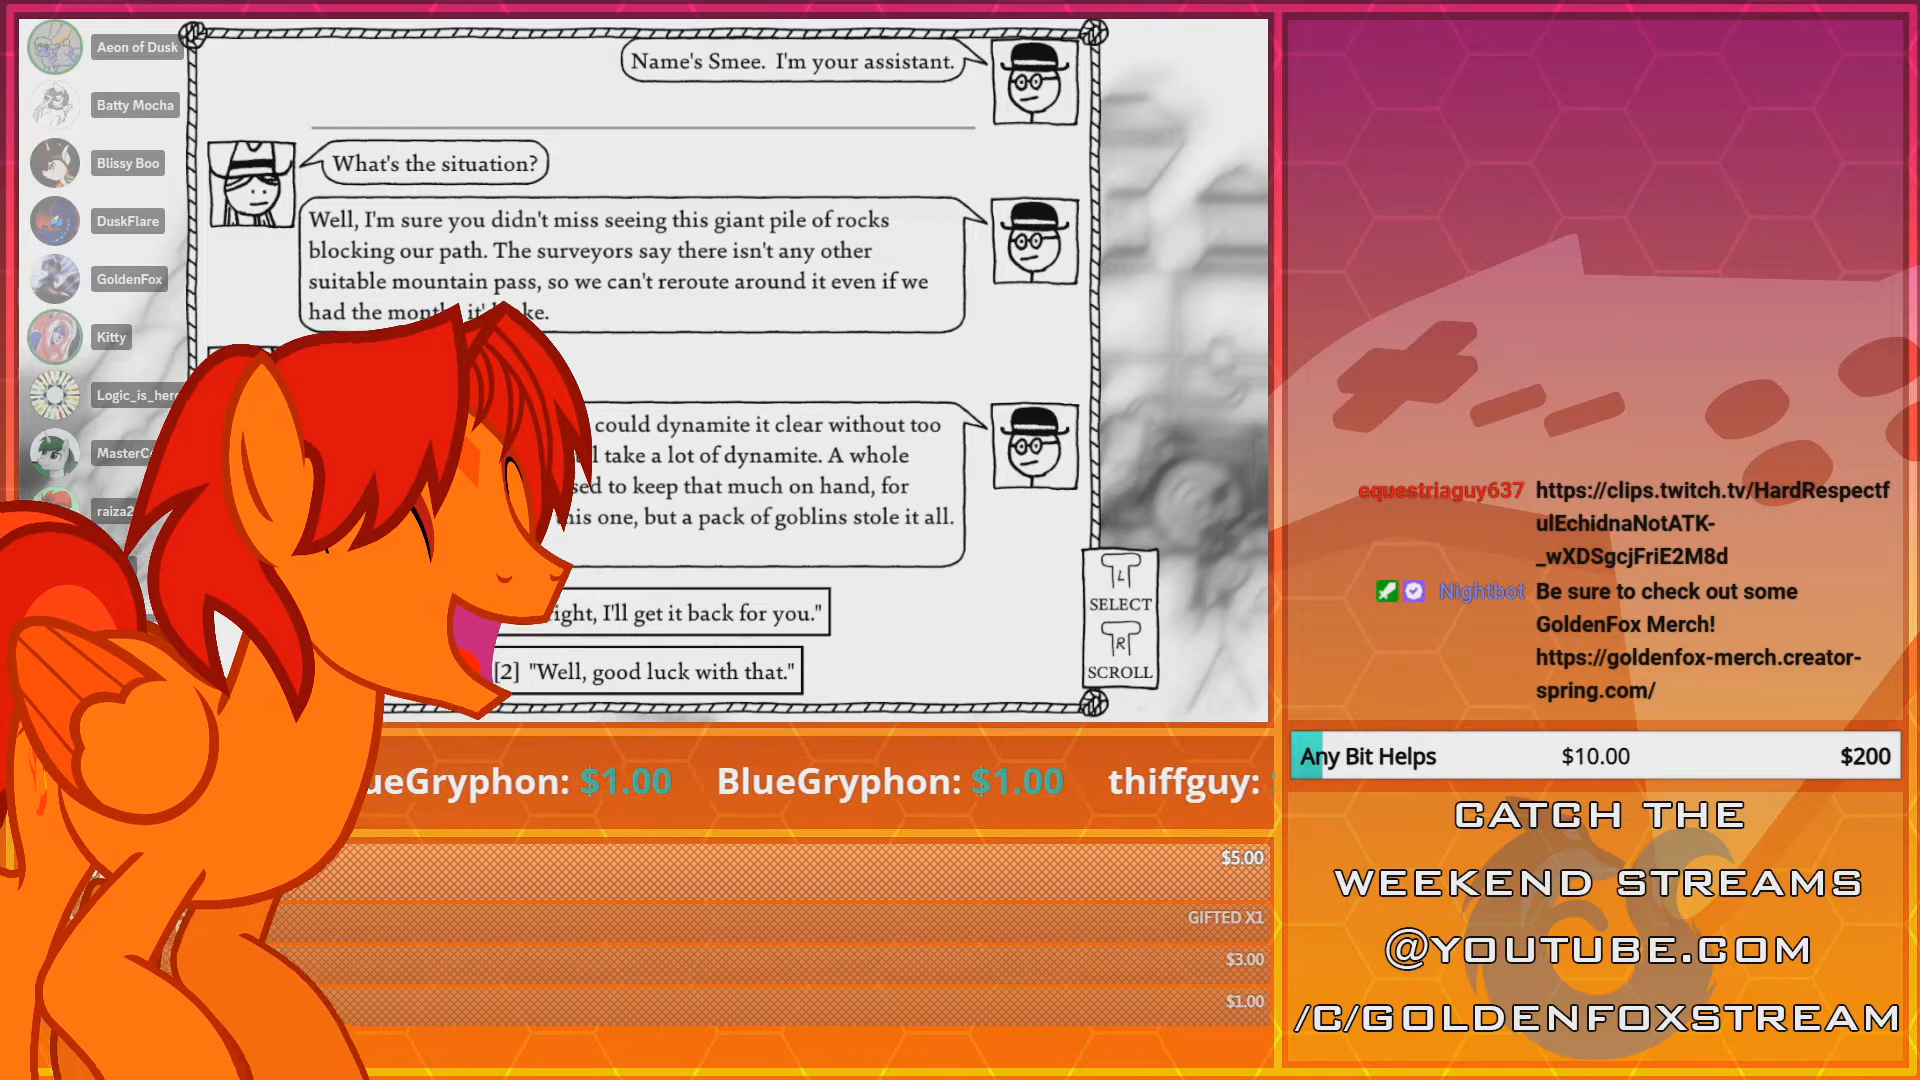 Aeon of Dusk
Batty Mocha
Blissy Boo
DuskFlare
GoldenFox
Kitty
Logic_is_here
Name's Smee. I'm your assistant.
What's the situation?
Well, I'm sure you didn't miss seeing this giant pile of rocks
blocking our path. The surveyors say there isn't any other
suitable mountain pass, so we can't reroute around it even if we
had the
could dynamite it clear without too
take a lot of dynamite. A whole
to keep that much on hand, for
this one, but a pack of goblins stole it all.
I'll get it back for you."
[2] "Well, good luck with that."
L
SELECT
R
SCROLL
BlueGryphon: $1.00
thiffguy:
$5.00
GIFTED X1
$3.00
$1.00
equestriaguy637 https://clips.twitch.tv/HardRespectf
ulEchidnaNotATK-
_wXDSgcjFriE2M8d
Nightbot Be sure to check out some
GoldenFox Merch!
https://goldenfox-merch.creator-
spring.com/
Any Bit Helps $10.00 $200
CATCH THE
WEEKEND STREAMS
@YOUTUBE.COM
/C/GOLDENFOXSTREAM